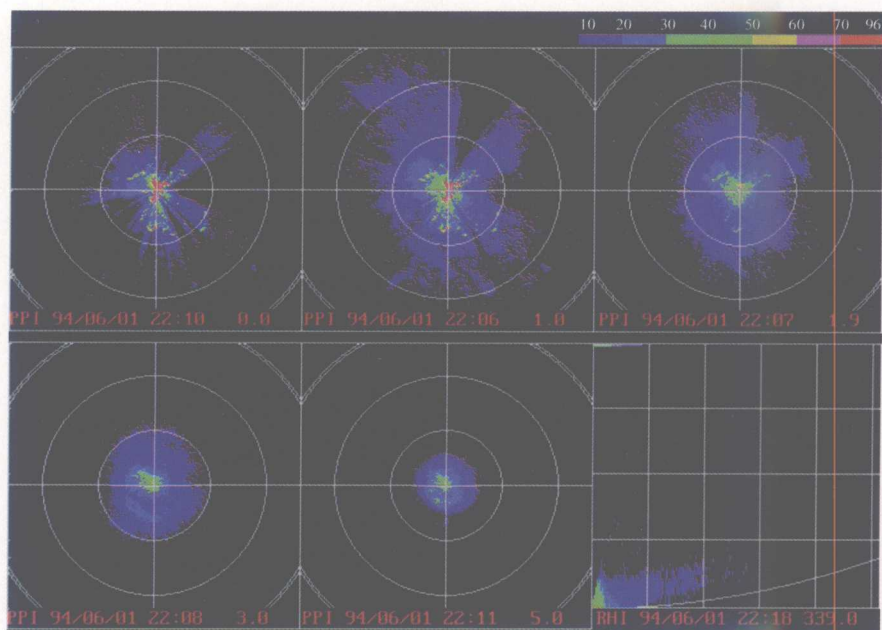 10 20 30 40 50 60 70 96
PPI 94/06/01 22:10 0.0
PPI 94/06/01 22:06 1.0
PPI 94/06/01 22:07 1.9
PPI 94/06/01 22:08 3.0
PPI 94/06/01 22:11 5.0
RHI 94/06/01 22:18 339.0